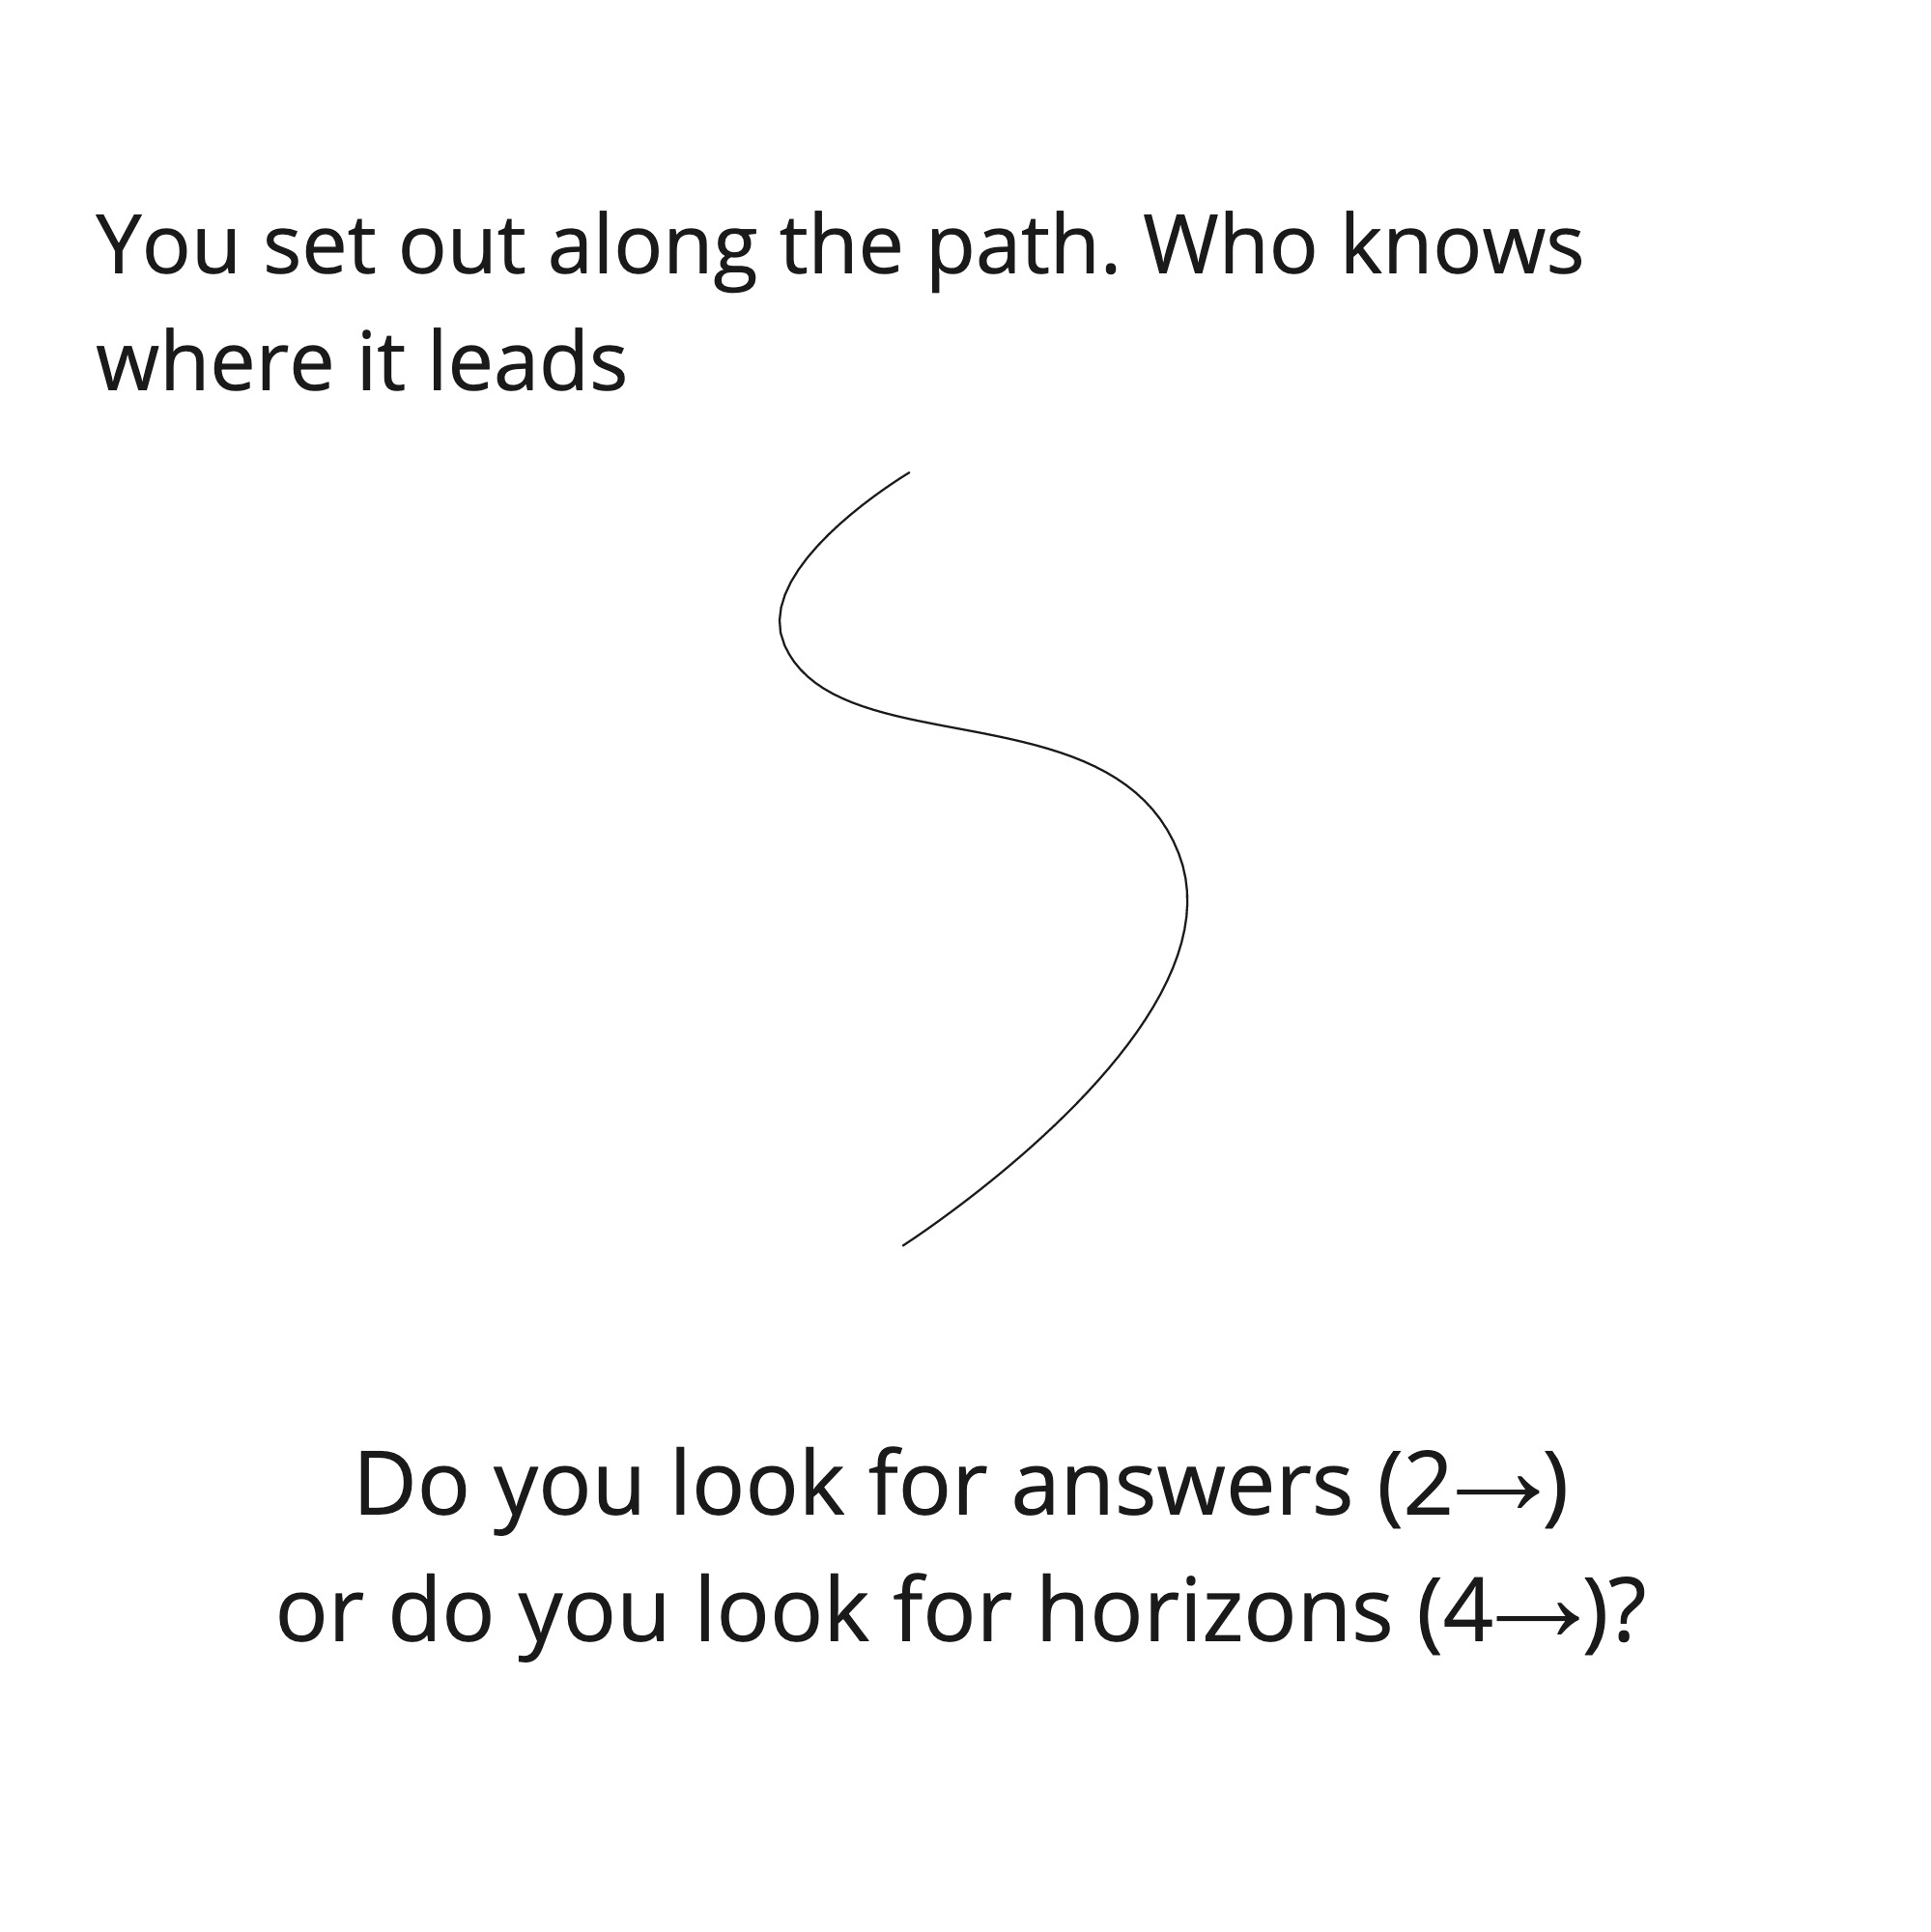 You set out along the path. Who knows
where it leads
Do you look for answers (2→)
or do you look for horizons (4→)?